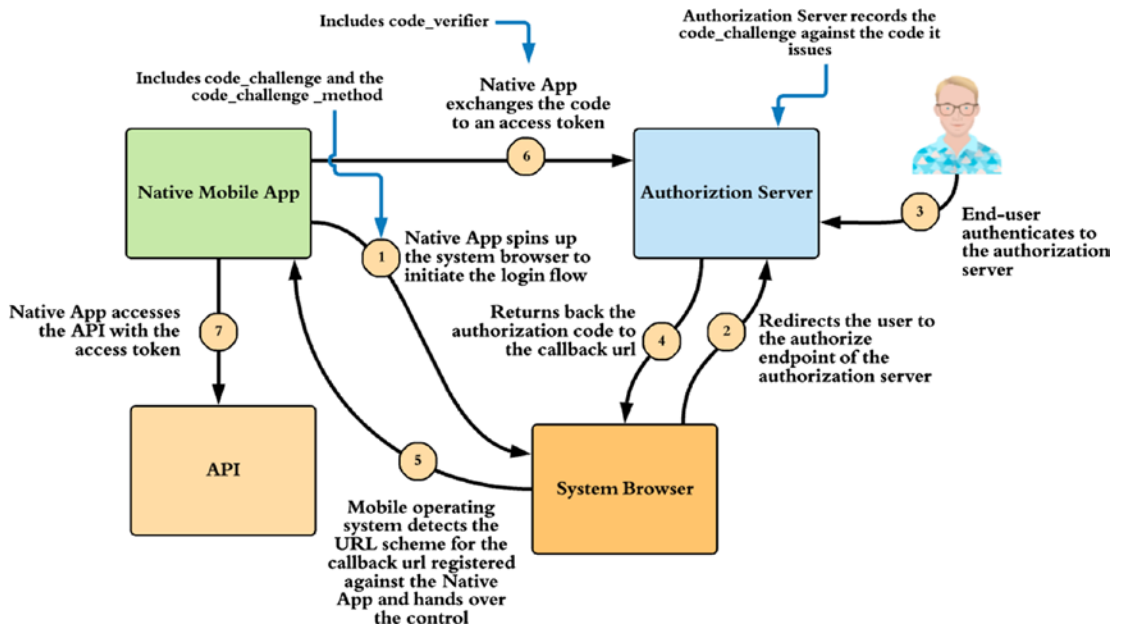 Includes code_verifier
Authorization Server records the
code_challenge against the code it
issues
Includes code_challenge and the
code_challenge _method
Native App
exchanges the code
to an access token
6
Native Mobile App
Authoriztion Server
3
End-user
authenticates to
the authorization
server
1
Native App spins up
the system browser to
initiate the login flow
Native App accesses
the API with the
access token
7
Returns back the
authorization code to
the callback url
4
2
Redirects the user to
the authorize
endpoint of the
authorization server
API
5
System Browser
Mobile operating
system detects the
URL scheme for the
callback url registered
against the Native
App and hands over
the control